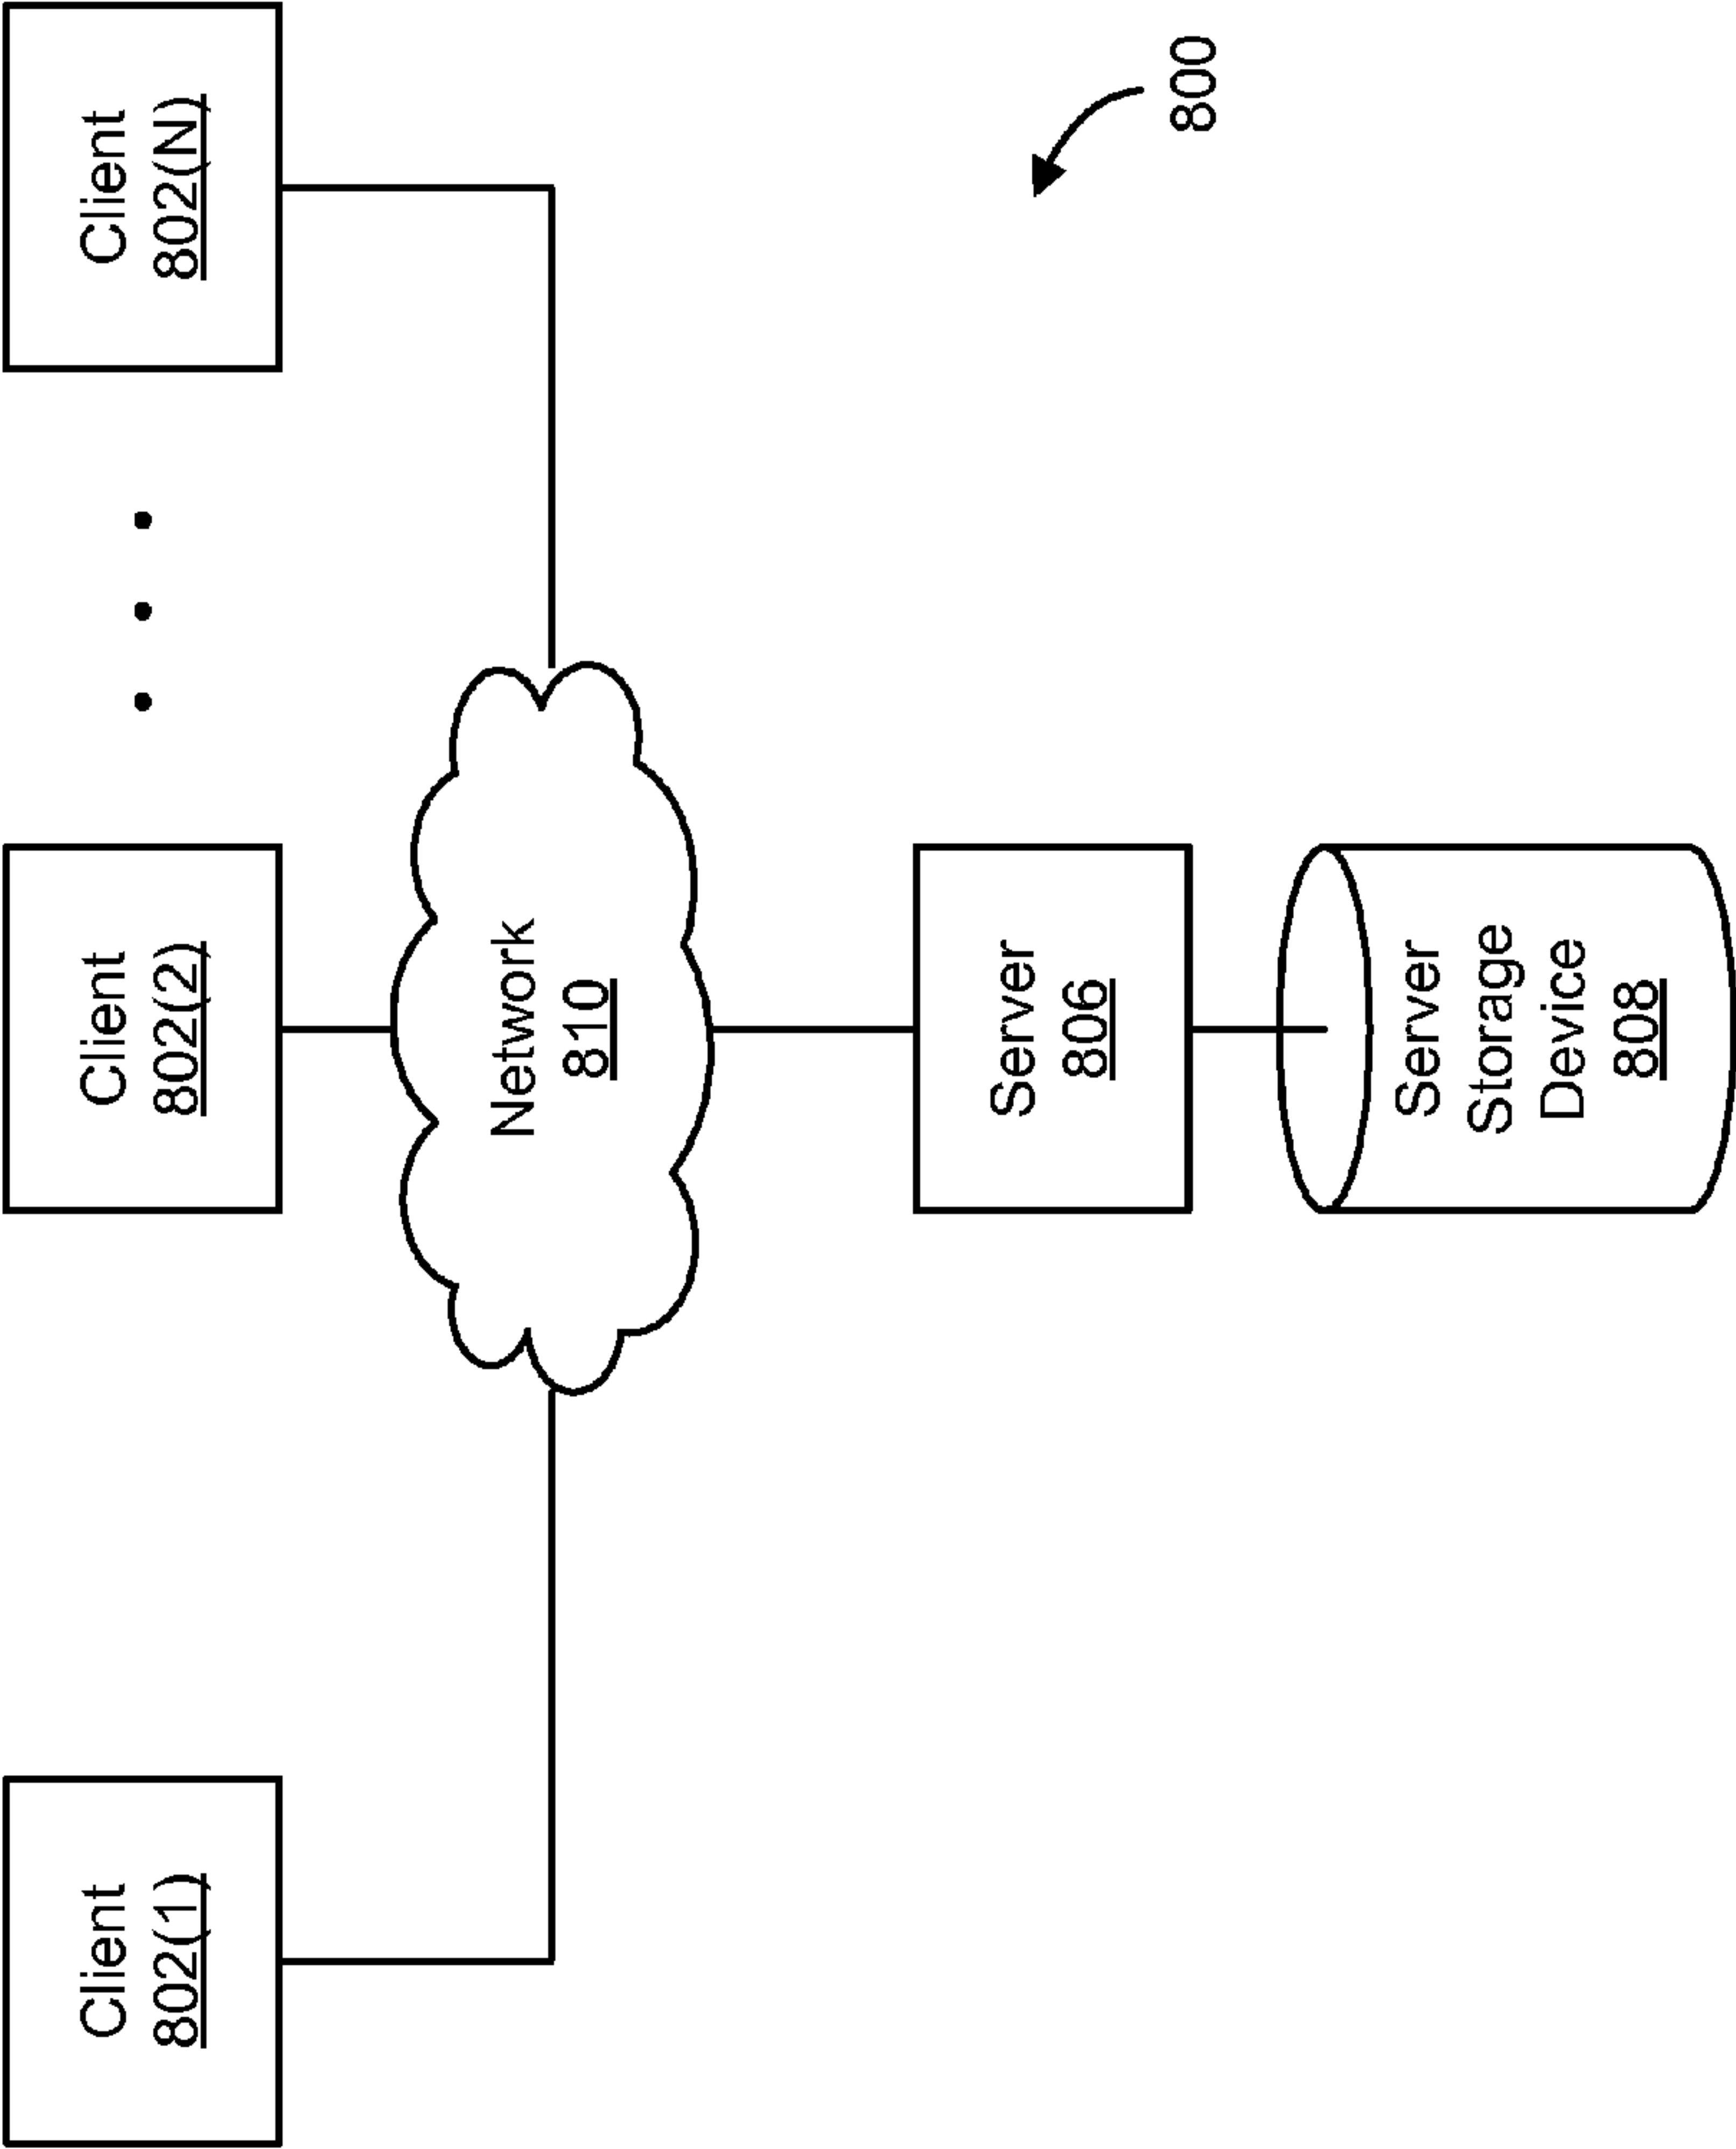 Client
802(1)
Client
802(2)
Client
802(N)
Network
810
800
Server
806
Server
Storage
Device
808